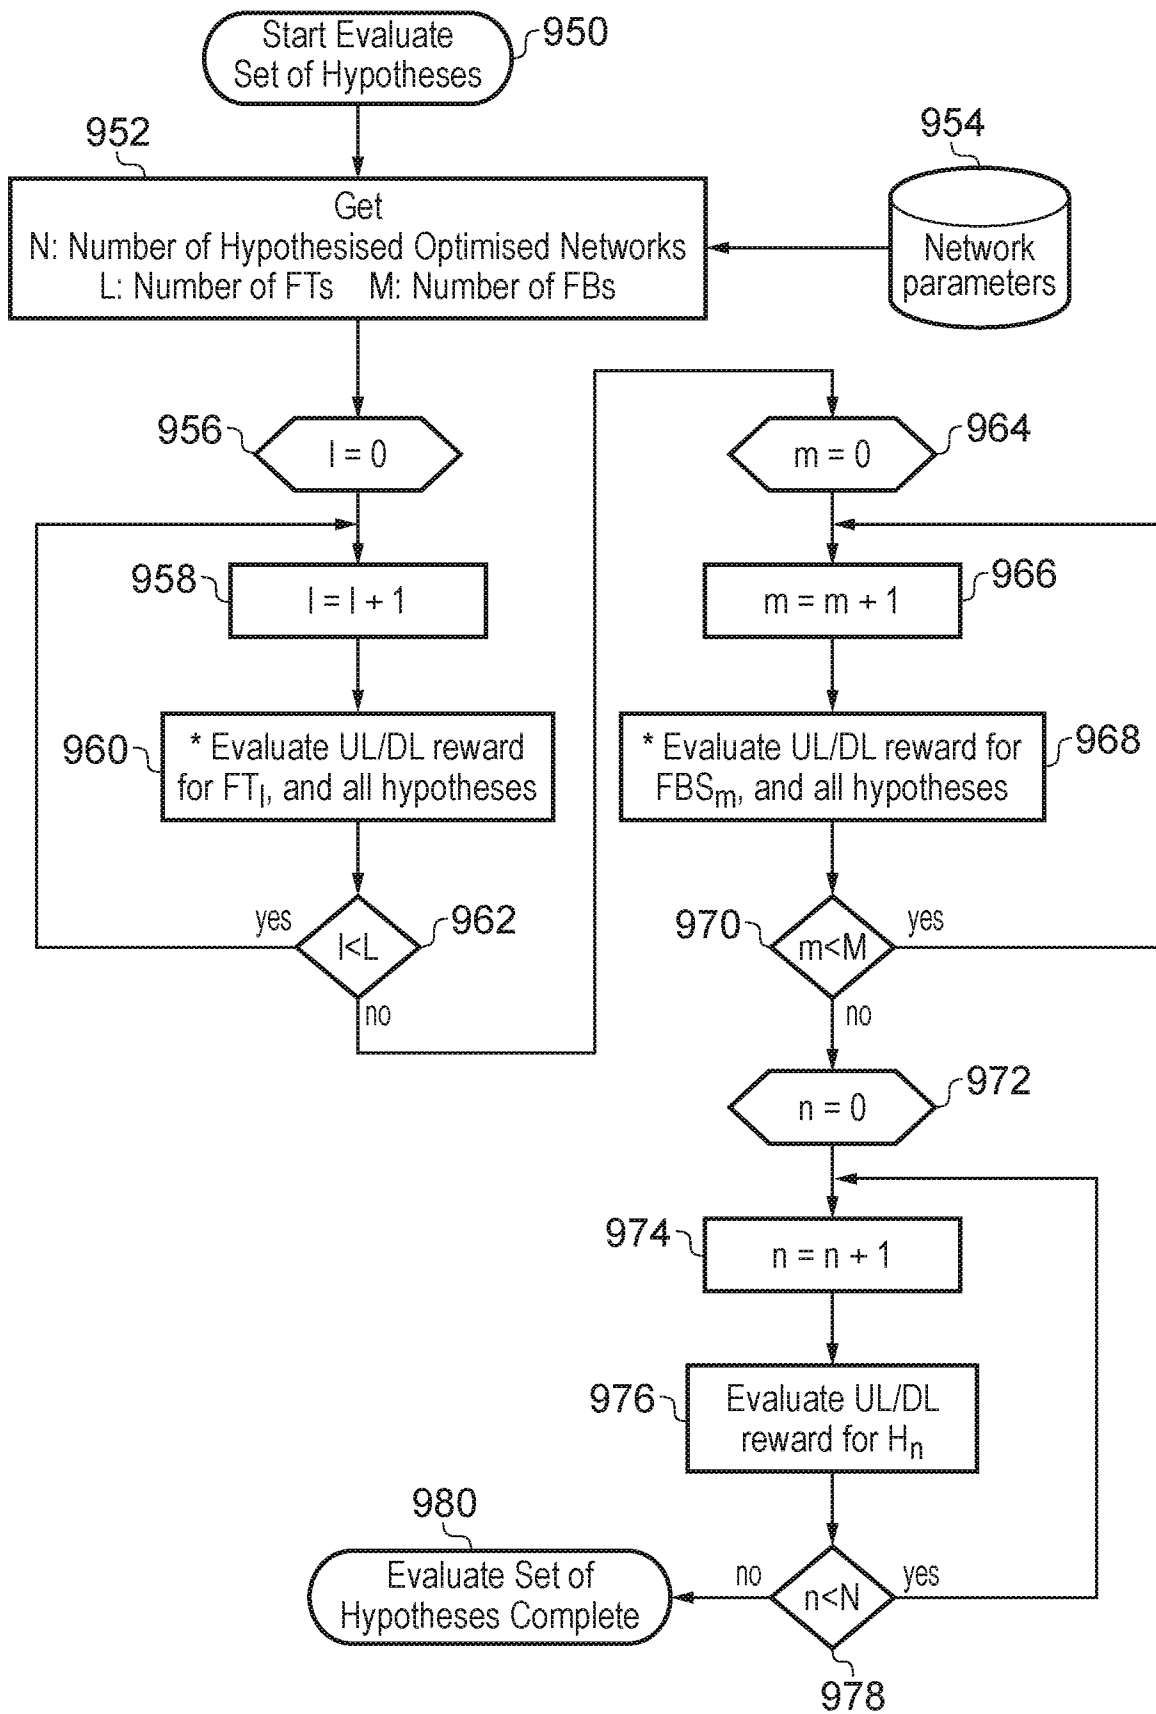 Start Evaluate
Set of Hypotheses
950
952
954
Get
N: Number of Hypothesised Optimised Networks
L: Number of FTs M: Number of FBs
Network
parameters
956
l = 0
964
m = 0
958
l = l + 1
966
m = m + 1
960
* Evaluate UL/DL reward
for FTl, and all hypotheses
968
* Evaluate UL/DL reward for
FBSm, and all hypotheses
yes
962
l<L
no
970
m<M
yes
no
972
n = 0
974
n = n + 1
976
Evaluate UL/DL
reward for Hn
980
Evaluate Set of
Hypotheses Complete
no
n<N
yes
978